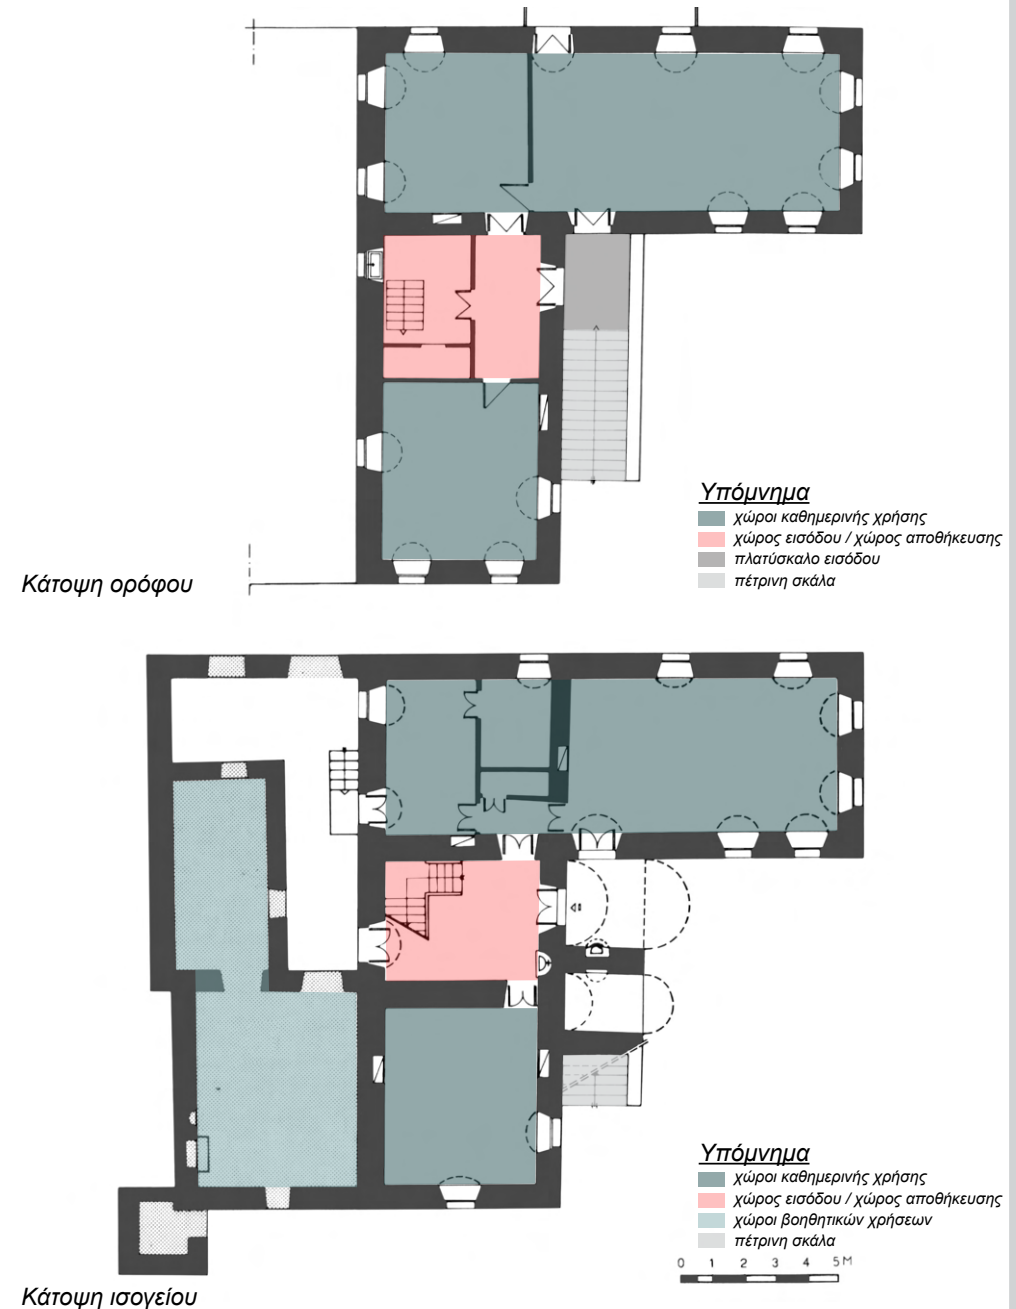 Υπόμνημα
χώροι καθημερινής χρήσης
χώρος εισόδου / χώρος αποθήκευσης
πλατύσκαλο εισόδου
πέτρινη σκάλα
Κάτοψη ορόφου
Υπόμνημα
χώροι καθημερινής χρήσης
χώρος εισόδου / χώρος αποθήκευσης
χώροι βοηθητικών χρήσεων
πέτρινη σκάλα
0 1 2 3 4 5 M
Κάτοψη ισογείου